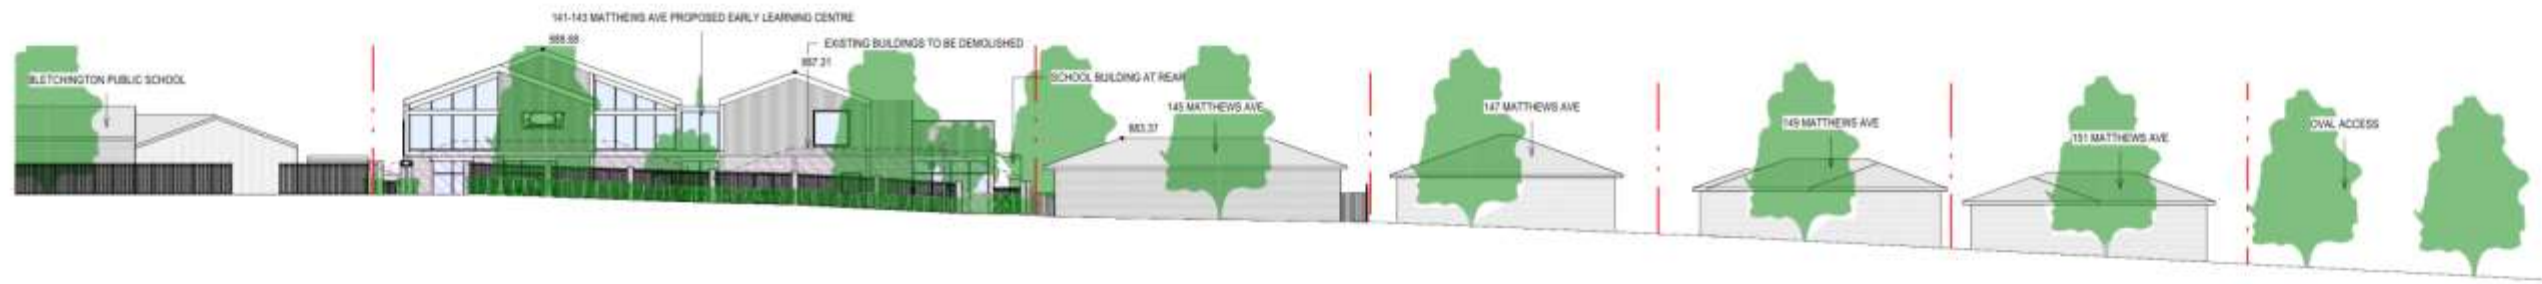 141-143 MATTHEWS AVE PROPOSED EARLY LEARNING CENTRE
888.68
EXISTING BUILDINGS TO BE DEMOLISHED
887.31
BLETCHINGTON PUBLIC SCHOOL
SCHOOL BUILDING AT REAR
145 MATTHEWS AVE
883.37
147 MATTHEWS AVE
149 MATTHEWS AVE
151 MATTHEWS AVE
OVAL ACCESS